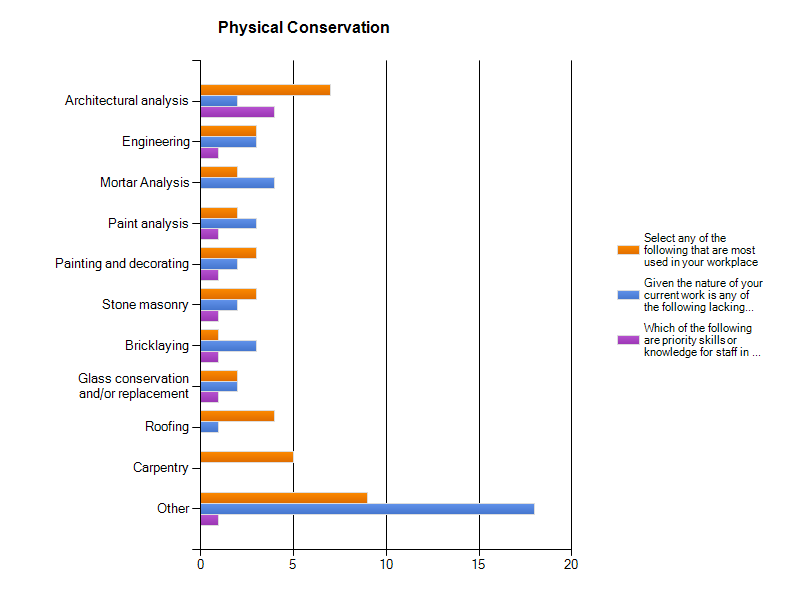 Physical Conservation
Architectural analysis
Engineering
Mortar Analysis
Paint analysis
Painting and decorating
Stone masonry
Bricklaying
Glass conservation
and/or replacement
Roofing
Carpentry
Other
0 5 10 15 20
Select any of the
following that are most
used in your workplace
Given the nature of your
current work is any of
the following lacking...
Which of the following
are priority skills or
knowledge for staff in ...